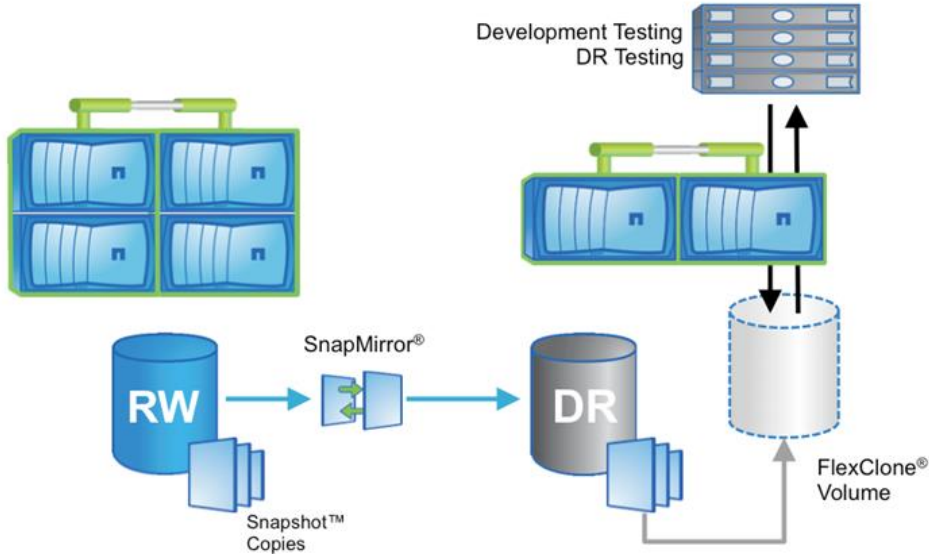 Development Testing
DR Testing
SnapMirror®
RW
DR
Snapshot™
Copies
FlexClone®
Volume